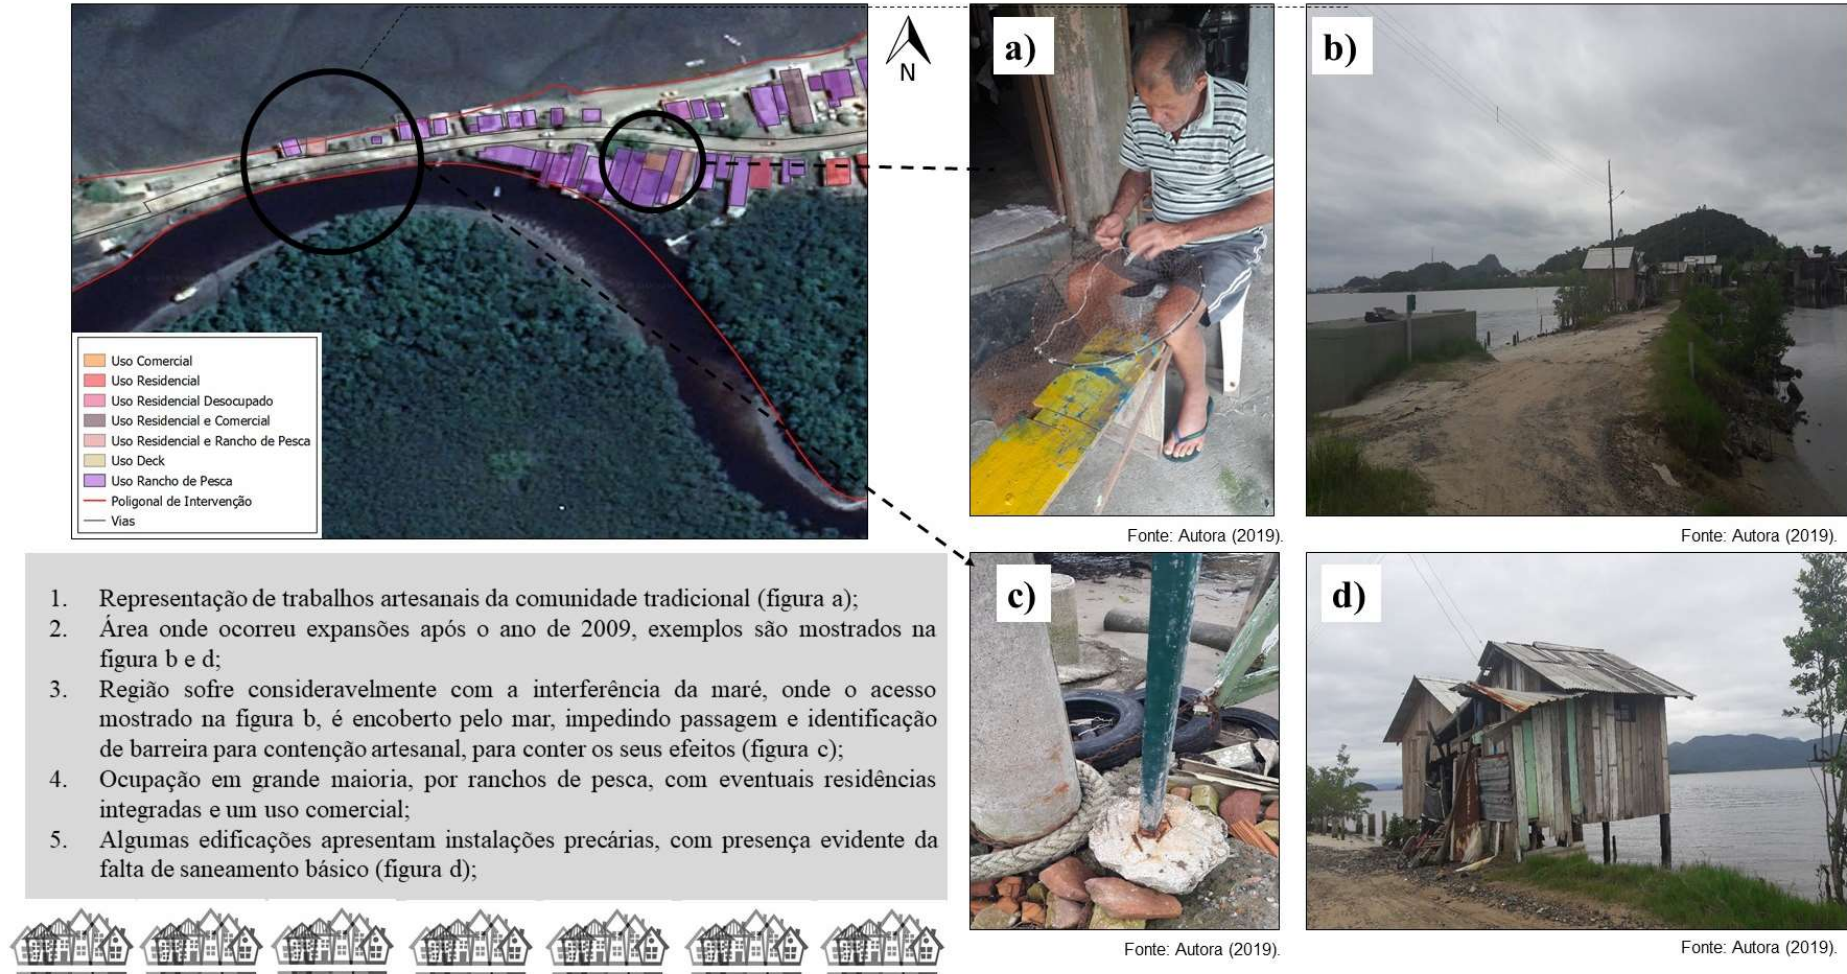 N
Uso Comercial
Uso Residencial
Uso Residencial Desocupado
Uso Residencial e Comercial
Uso Residencial e Rancho de Pesca
Uso Deck
Uso Rancho de Pesca
Poligonal de Intervenção
Vias
a)
Fonte: Autora (2019).
b)
Fonte: Autora (2019).
1. Representação de trabalhos artesanais da comunidade tradicional (figura a);
2. Área onde ocorreu expansões após o ano de 2009, exemplos são mostrados na
figura b e d;
3. Região sofre consideravelmente com a interferência da maré, onde o acesso
mostrado na figura b, é encoberto pelo mar, impedindo passagem e identificação
de barreira para contenção artesanal, para conter os seus efeitos (figura c);
4. Ocupação em grande maioria, por ranchos de pesca, com eventuais residências
integradas e um uso comercial;
5. Algumas edificações apresentam instalações precárias, com presença evidente da
falta de saneamento básico (figura d);
c)
Fonte: Autora (2019).
d)
Fonte: Autora (2019).